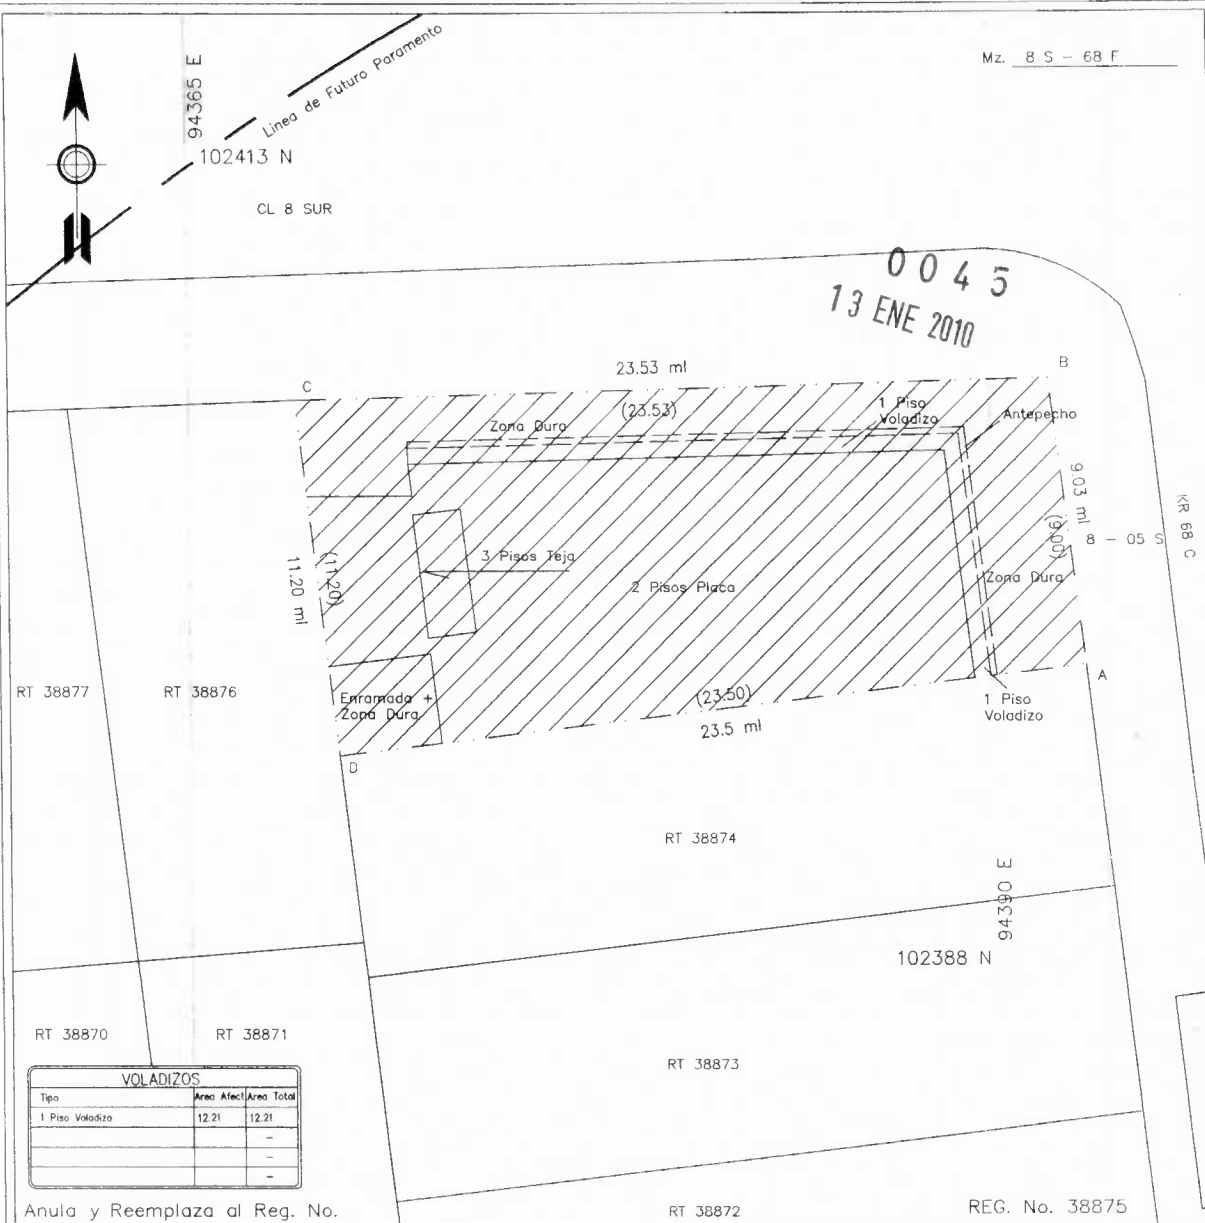 Mz. 8 S - 68 F
94365 E
Linea de Futuro Paramento
102413 N
CL 8 SUR
0045
13 ENE 2010
23.53 ml
B
C
(23.53)
1 Piso
Voladizo
Antepecho
Zona Dura
9.03 ml
(9.00)
KR 68 C
8 - 05 S
3 Pisos Teja
(11.20)
11.20 ml
2 Pisos Placa
Zona Dura
A
RT 38877
RT 38876
Enramada +
Zona Dura
(23.50)
23.5 ml
1 Piso
Voladizo
D
RT 38874
94390 E
102388 N
RT 38870
RT 38871
RT 38873
VOLADIZOS
Tipo Area Afect Area Total
1 Piso Voladizo 12.21 12.21
-
-
-
Anula y Reemplaza al Reg. No.
RT 38872
REG. No. 38875